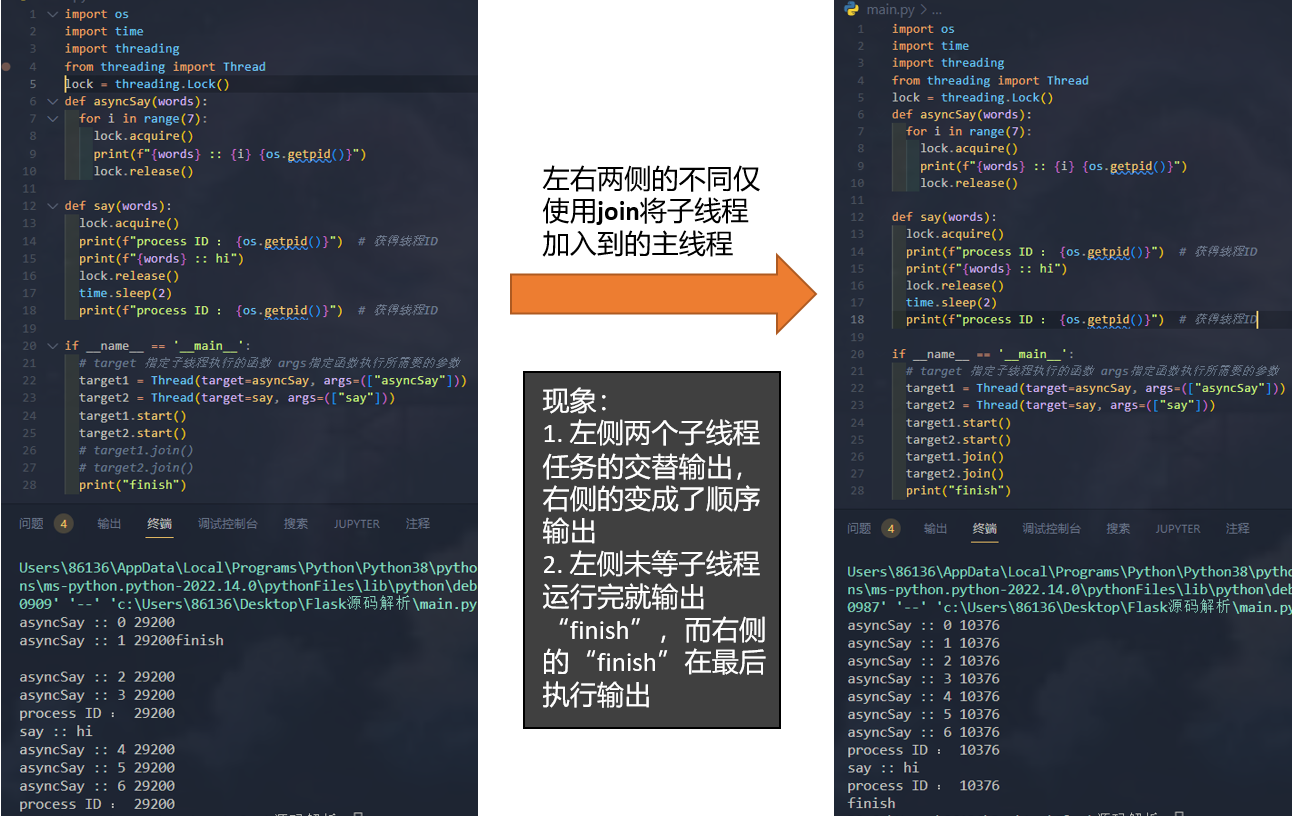 1 import os
2 import time
3 import threading
4 from threading import Thread
5 lock = threading.Lock()
6 def asyncSay(words):
7 for i in range(7):
8 lock.acquire()
9 print(f"{words} :: {i} {os.getpid()}")
10 lock.release()
11
12 def say(words):
13 lock.acquire()
14 print(f"process ID： {os.getpid()}") # 获得线程ID
15 print(f"{words} :: hi")
16 lock.release()
17 time.sleep(2)
18 print(f"process ID： {os.getpid()}") # 获得线程ID
19
20 if __name__ == '__main__':
21 # target 指定子线程执行的函数 args指定函数执行所需要的参数
22 target1 = Thread(target=asyncSay, args=(["asyncSay"]))
23 target2 = Thread(target=say, args=(["say"]))
24 target1.start()
25 target2.start()
26 # target1.join()
27 # target2.join()
28 print("finish")
问题 4 输出 终端 调试控制台 搜索 JUPYTER 注释
Users\86136\AppData\Local\Programs\Python\Python38\pytho
ns\ms-python.python-2022.14.0\pythonFiles\lib\python\deb
0909' '--' 'c:\Users\86136\Desktop\Flask源码解析\main.py
asyncSay :: 0 29200
asyncSay :: 1 29200finish
asyncSay :: 2 29200
asyncSay :: 3 29200
process ID： 29200
say :: hi
asyncSay :: 4 29200
asyncSay :: 5 29200
asyncSay :: 6 29200
process ID： 29200
左右两侧的不同仅
使用join将子线程
加入到的主线程
现象：
1. 左侧两个子线程
任务的交替输出，
右侧的变成了顺序
输出
2. 左侧未等子线程
运行完就输出
“finish”，而右侧
的“finish”在最后
执行输出
main.py > ...
1 import os
2 import time
3 import threading
4 from threading import Thread
5 lock = threading.Lock()
6 def asyncSay(words):
7 for i in range(7):
8 lock.acquire()
9 print(f"{words} :: {i} {os.getpid()}")
10 lock.release()
11
12 def say(words):
13 lock.acquire()
14 print(f"process ID： {os.getpid()}") # 获得线程ID
15 print(f"{words} :: hi")
16 lock.release()
17 time.sleep(2)
18 print(f"process ID： {os.getpid()}") # 获得线程ID
19
20 if __name__ == '__main__':
21 # target 指定子线程执行的函数 args指定函数执行所需要的参数
22 target1 = Thread(target=asyncSay, args=(["asyncSay"]))
23 target2 = Thread(target=say, args=(["say"]))
24 target1.start()
25 target2.start()
26 target1.join()
27 target2.join()
28 print("finish")
问题 4 输出 终端 调试控制台 搜索 JUPYTER 注释
Users\86136\AppData\Local\Programs\Python\Python38\pytho
ns\ms-python.python-2022.14.0\pythonFiles\lib\python\deb
0987' '--' 'c:\Users\86136\Desktop\Flask源码解析\main.py
asyncSay :: 0 10376
asyncSay :: 1 10376
asyncSay :: 2 10376
asyncSay :: 3 10376
asyncSay :: 4 10376
asyncSay :: 5 10376
asyncSay :: 6 10376
process ID： 10376
say :: hi
process ID： 10376
finish